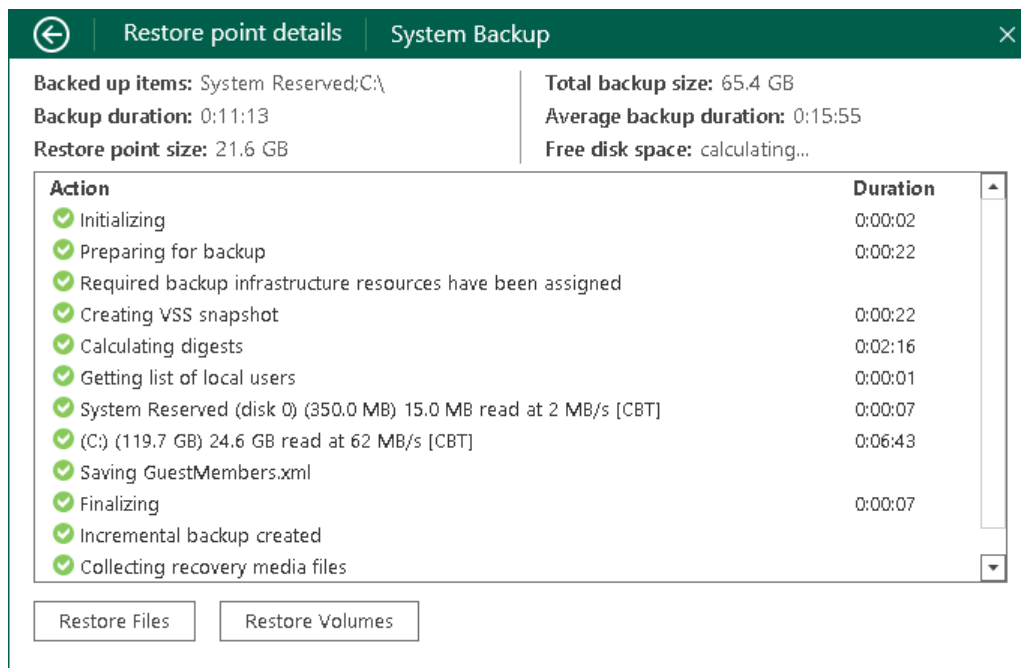 Restore point details System Backup
Backed up items: System Reserved;C:\
Backup duration: 0:11:13
Restore point size: 21.6 GB
Total backup size: 65.4 GB
Average backup duration: 0:15:55
Free disk space: calculating...
Action Duration
Initializing 0:00:02
Preparing for backup 0:00:22
Required backup infrastructure resources have been assigned
Creating VSS snapshot 0:00:22
Calculating digests 0:02:16
Getting list of local users 0:00:01
System Reserved (disk 0) (350.0 MB) 15.0 MB read at 2 MB/s [CBT] 0:00:07
(C:) (119.7 GB) 24.6 GB read at 62 MB/s [CBT] 0:06:43
Saving GuestMembers.xml
Finalizing 0:00:07
Incremental backup created
Collecting recovery media files
Restore Files Restore Volumes